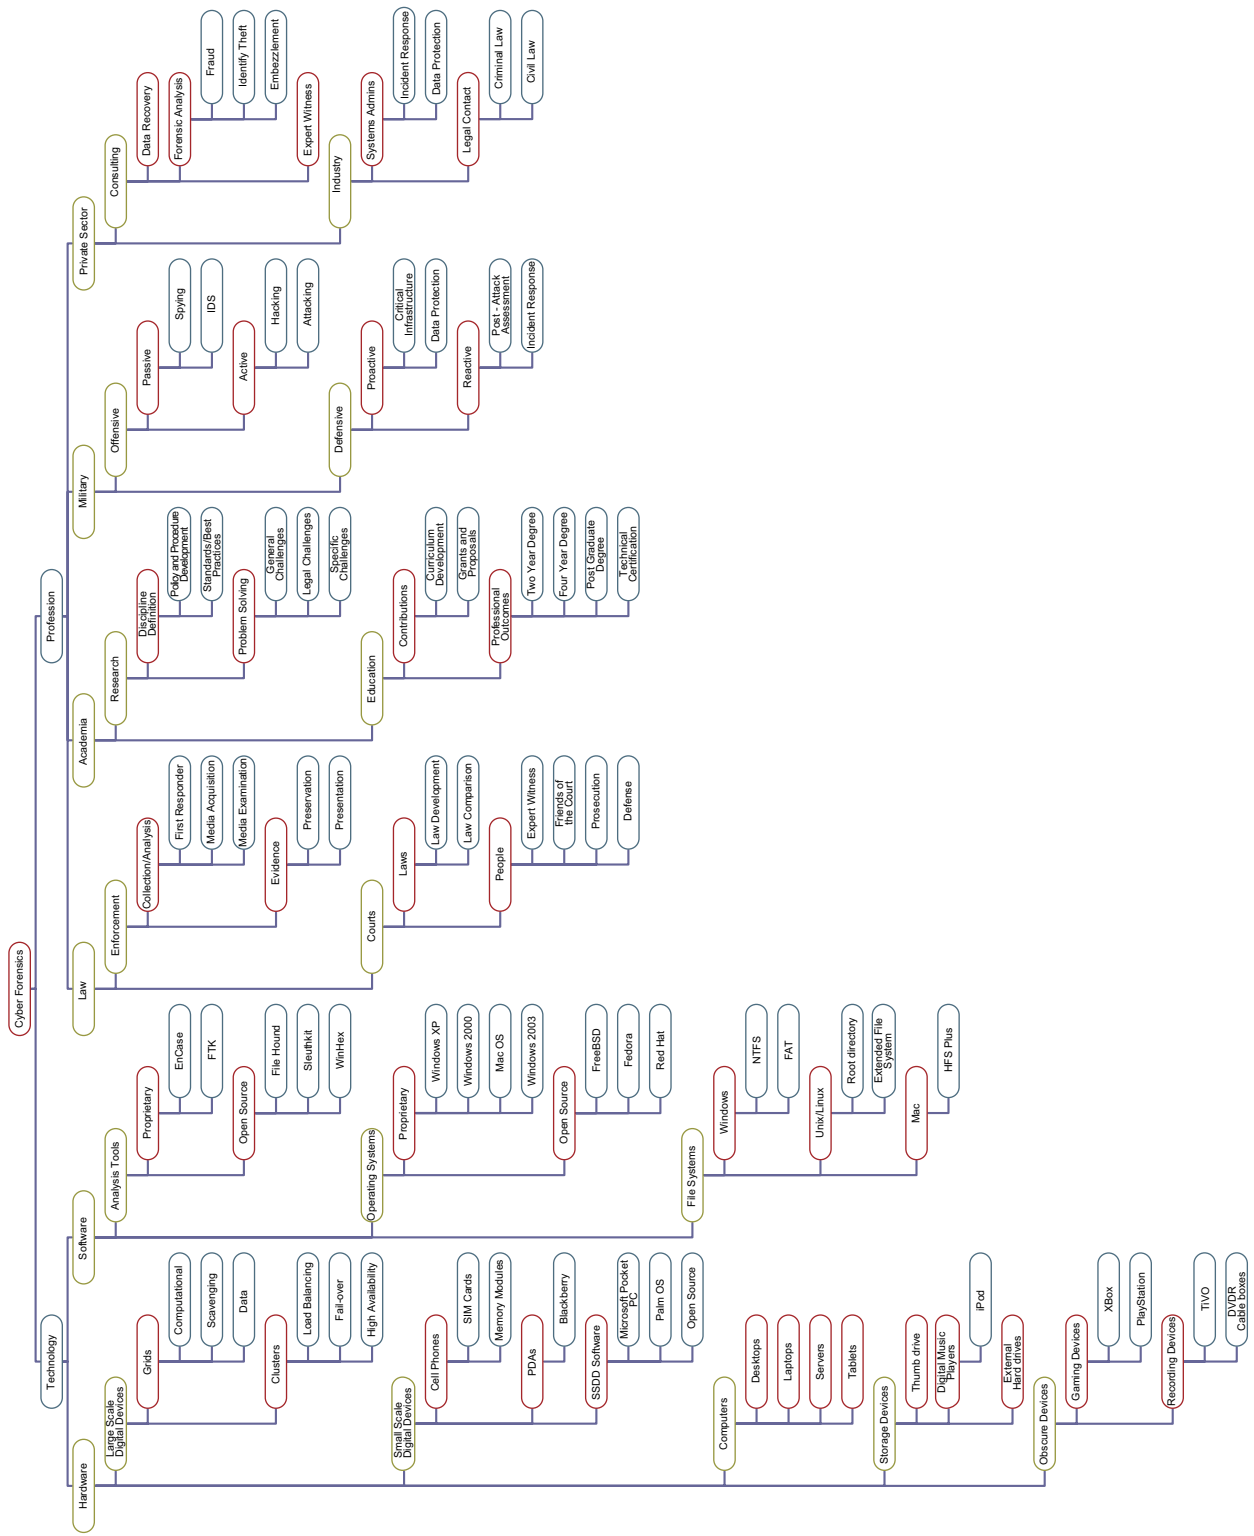 Cyber Forensics
Technology
Hardware
Large Scale
Digital Devices
Grids
Computational
Scavenging
Data
Clusters
Load Balancing
Fail-over
High Availability
Small Scale
Digital Devices
Cell Phones
SIM Cards
Memory Modules
PDAs
Blackberry
SSDD Software
Microsoft Pocket
PC
Palm OS
Open Source
Computers
Desktops
Laptops
Servers
Tablets
Storage Devices
Thumb drive
Digital Music
Players
iPod
External
Hard drives
Obscure Devices
Gaming Devices
XBox
PlayStation
Recording Devices
TiVO
DVDR
Cable boxes
Software
Analysis Tools
Proprietary
EnCase
FTK
Open Source
File Hound
Sleuthkit
WinHex
Operating Systems
Proprietary
Windows XP
Windows 2000
Mac OS
Windows 2003
Open Source
FreeBSD
Fedora
Red Hat
File Systems
Windows
NTFS
FAT
Unix/Linux
Root directory
Extended File
System
Mac
HFS Plus
Profession
Law
Enforcement
Collection/Analysis
First Responder
Media Acquisition
Media Examination
Evidence
Preservation
Presentation
Courts
Laws
Law Development
Law Comparison
People
Expert Witness
Friends of
the Court
Prosecution
Defense
Academia
Research
Discipline
Definition
Policy and Procedure
Development
Standards/Best
Practices
Problem Solving
General
Challenges
Legal Challenges
Specific
Challenges
Education
Contributions
Curriculum
Development
Grants and
Proposals
Professional
Outcomes
Two Year Degree
Four Year Degree
Post Graduate
Degree
Technical
Certification
Military
Offensive
Passive
Spying
IDS
Active
Hacking
Attacking
Defensive
Proactive
Critical
Infrastructure
Data Protection
Reactive
Post - Attack
Assessment
Incident Response
Private Sector
Consulting
Data Recovery
Forensic Analysis
Fraud
Identify Theft
Embezzlement
Expert Witness
Industry
Systems Admins
Incident Response
Data Protection
Legal Contact
Criminal Law
Civil Law